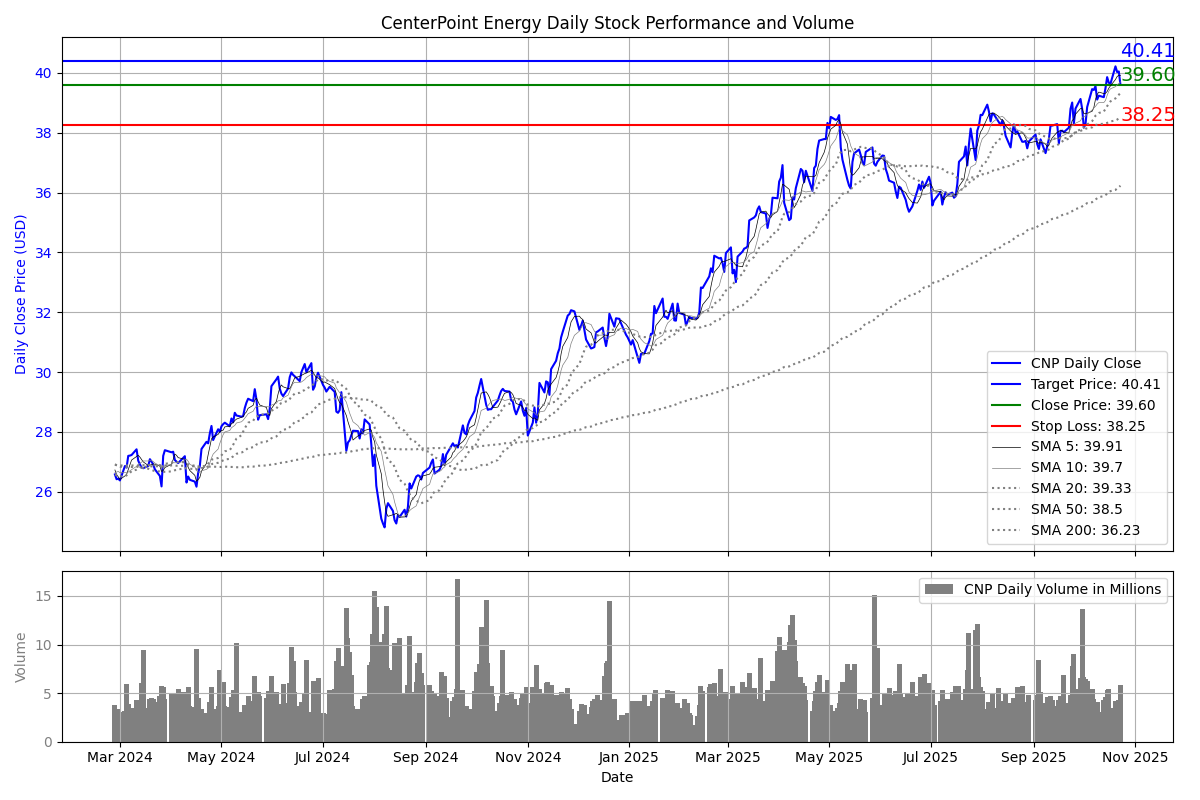 CenterPoint Energy Daily Stock Performance and Volume
40.41
39.60
38.25
40
38
36
34
32
30
28
26
Daily Close Price (USD)
CNP Daily Close
Target Price: 40.41
Close Price: 39.60
Stop Loss: 38.25
SMA 5: 39.91
SMA 10: 39.7
SMA 20: 39.33
SMA 50: 38.5
SMA 200: 36.23
CNP Daily Volume in Millions
15
10
5
0
Volume
Mar 2024 May 2024 Jul 2024 Sep 2024 Nov 2024 Jan 2025 Mar 2025 May 2025 Jul 2025 Sep 2025 Nov 2025
Date